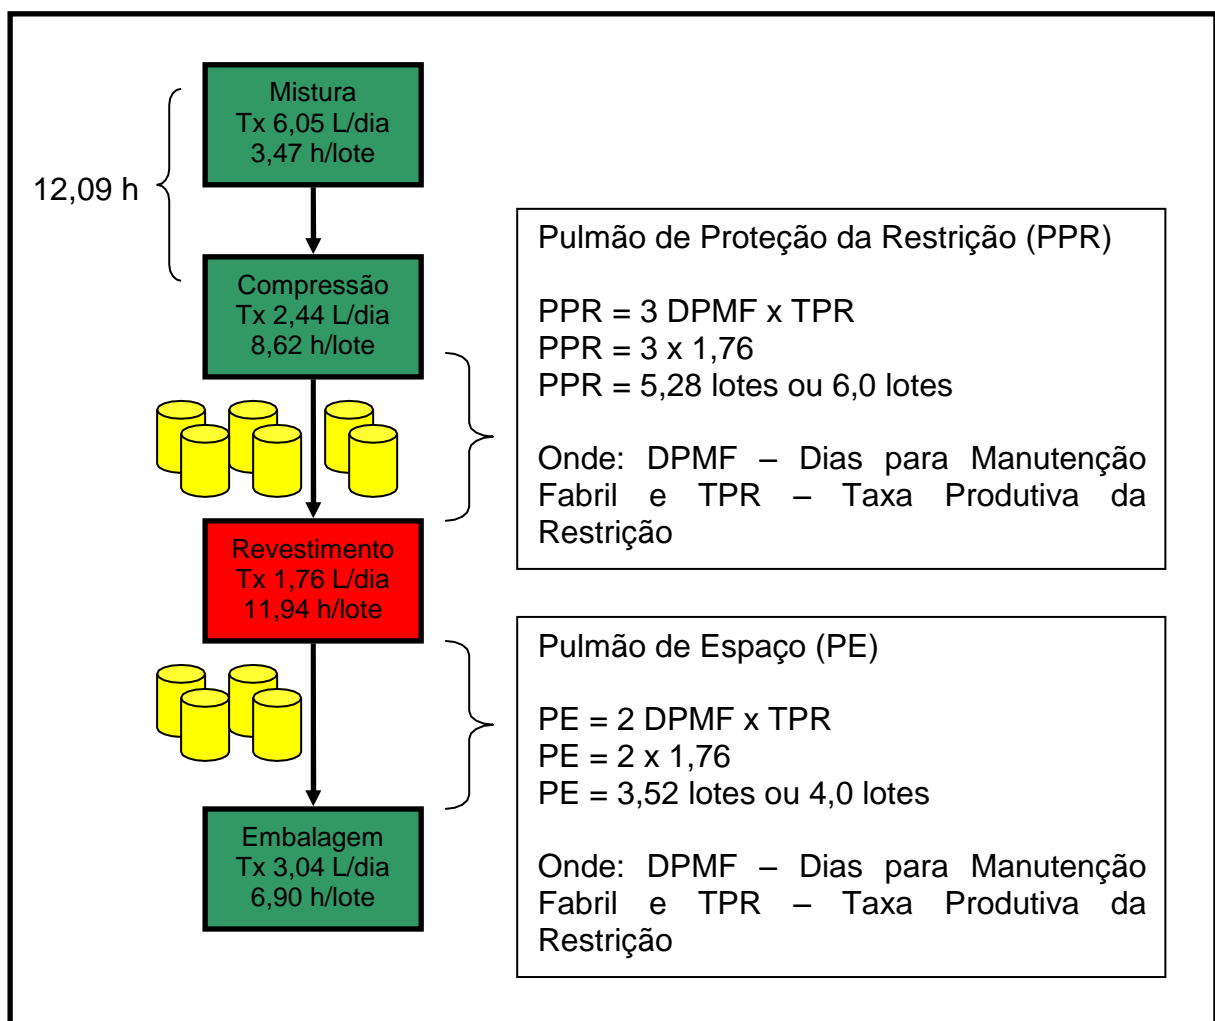 Mistura
Tx 6,05 L/dia
3,47 h/lote
12,09 h
Compressão
Tx 2,44 L/dia
8,62 h/lote
Pulmão de Proteção da Restrição (PPR)
PPR = 3 DPMF x TPR
PPR = 3 x 1,76
PPR = 5,28 lotes ou 6,0 lotes
Onde: DPMF – Dias para Manutenção
Fabril e TPR – Taxa Produtiva da
Restrição
Revestimento
Tx 1,76 L/dia
11,94 h/lote
Pulmão de Espaço (PE)
PE = 2 DPMF x TPR
PE = 2 x 1,76
PE = 3,52 lotes ou 4,0 lotes
Onde: DPMF – Dias para Manutenção
Fabril e TPR – Taxa Produtiva da
Restrição
Embalagem
Tx 3,04 L/dia
6,90 h/lote